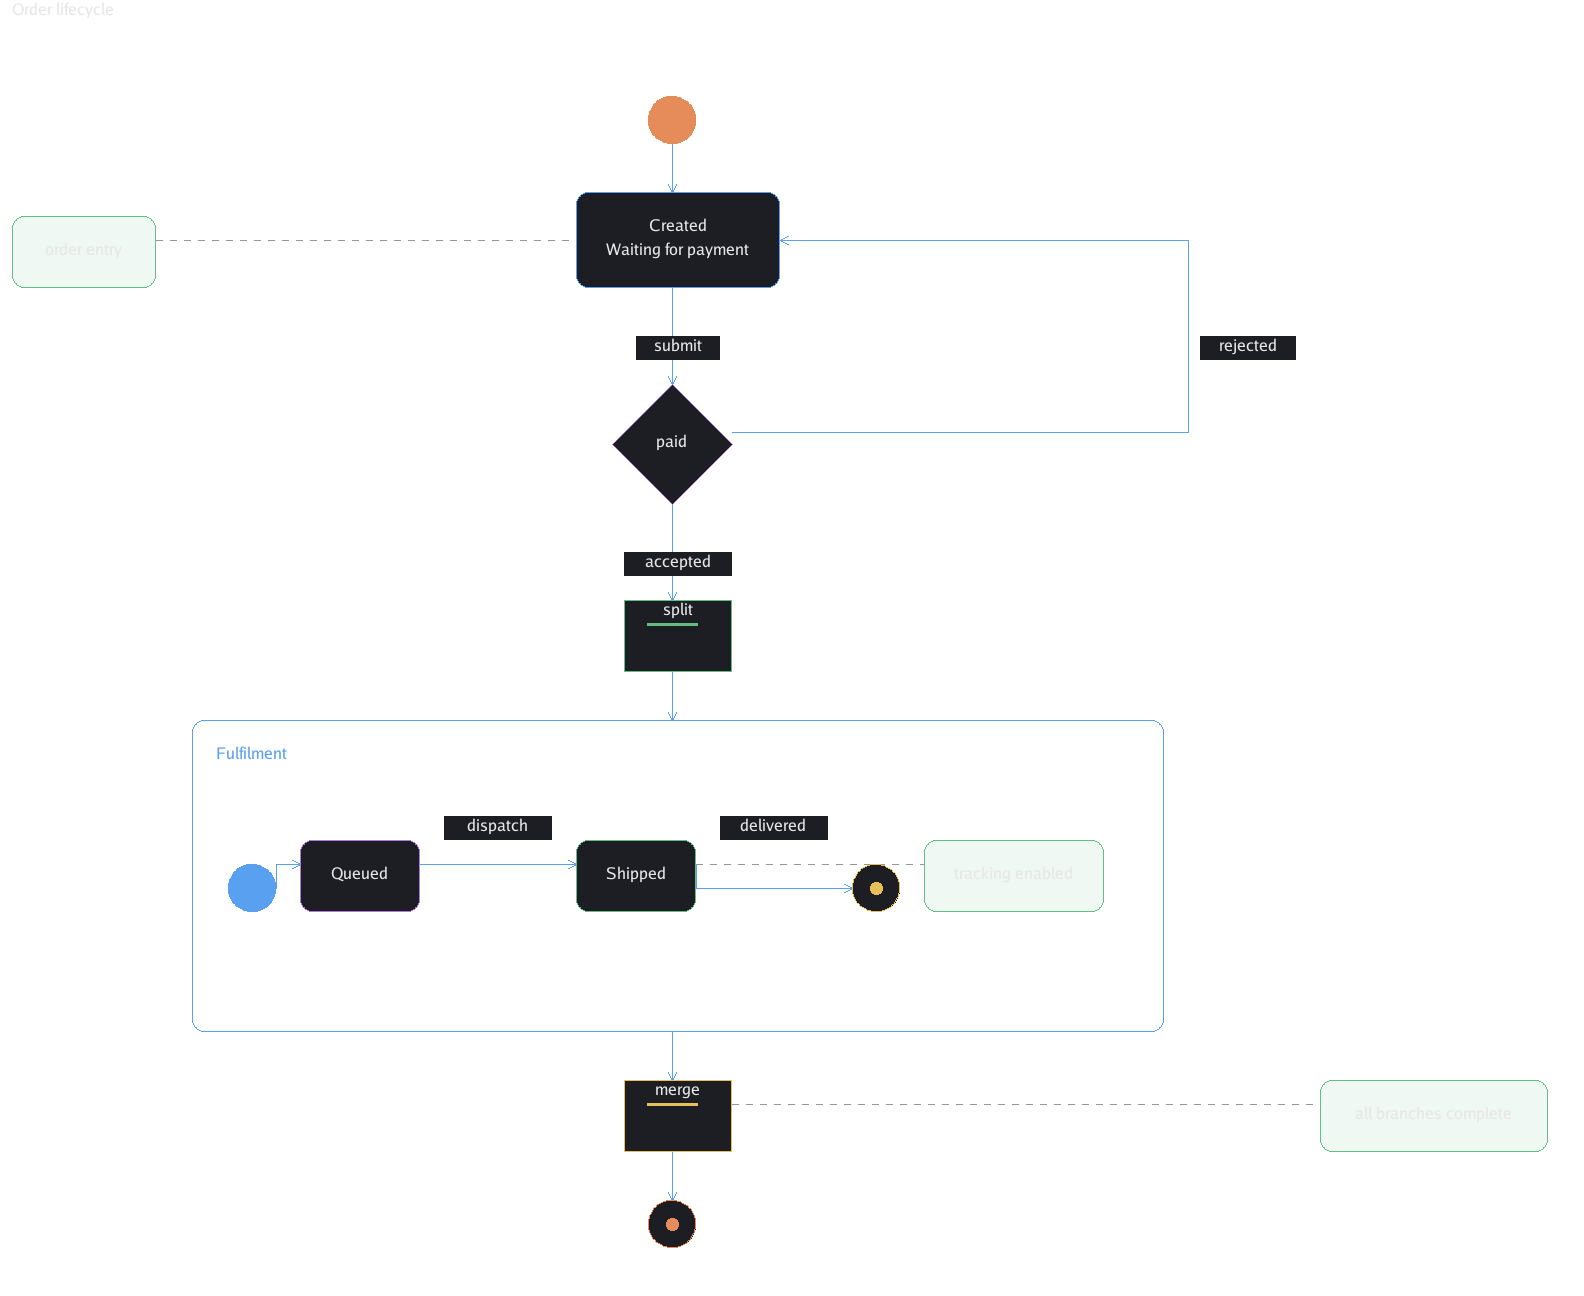 Order lifecycle
Created
Waiting for payment
order entry
submit
rejected
paid
accepted
split
Fulfilment
dispatch
delivered
Queued
Shipped
tracking enabled
merge
all branches complete